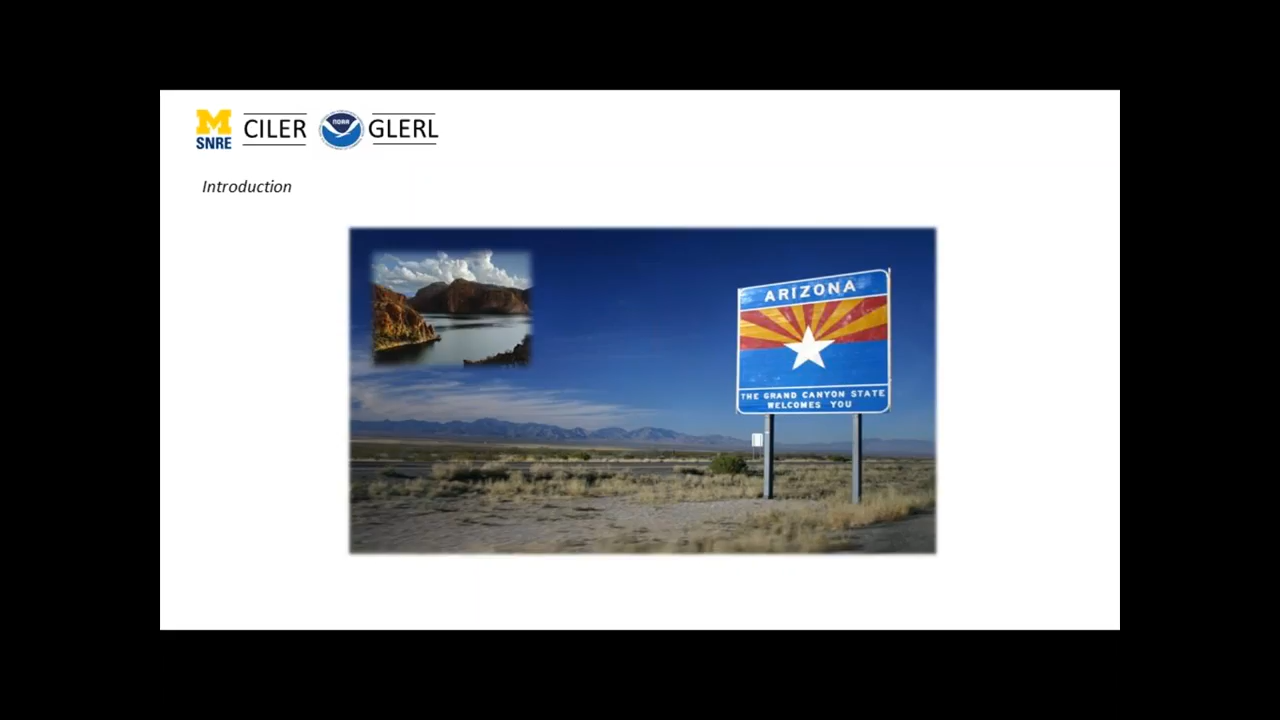 M
SNRE
CILER
NOAA
GLERL
Introduction
ARIZONA
THE GRAND CANYON STATE
WELCOMES YOU